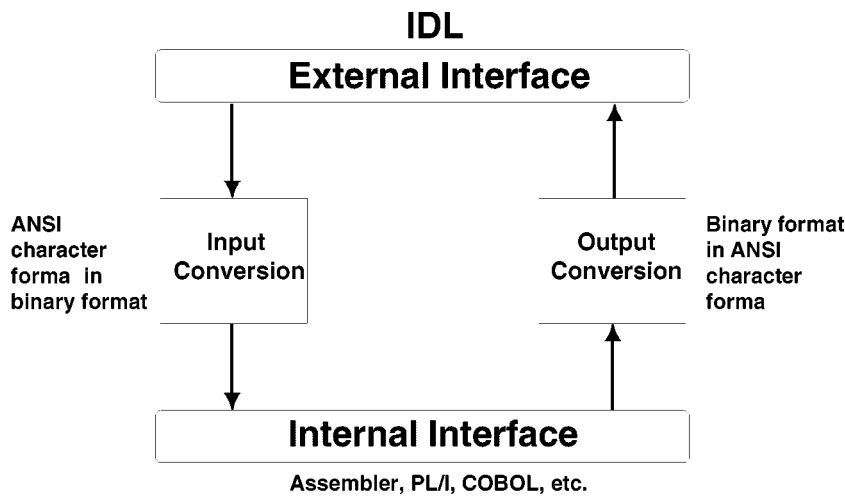 IDL
External Interface
ANSI
character
forma in
binary format
Input
Conversion
Output
Conversion
Binary format
in ANSI
character
forma
Internal Interface
Assembler, PL/I, COBOL, etc.